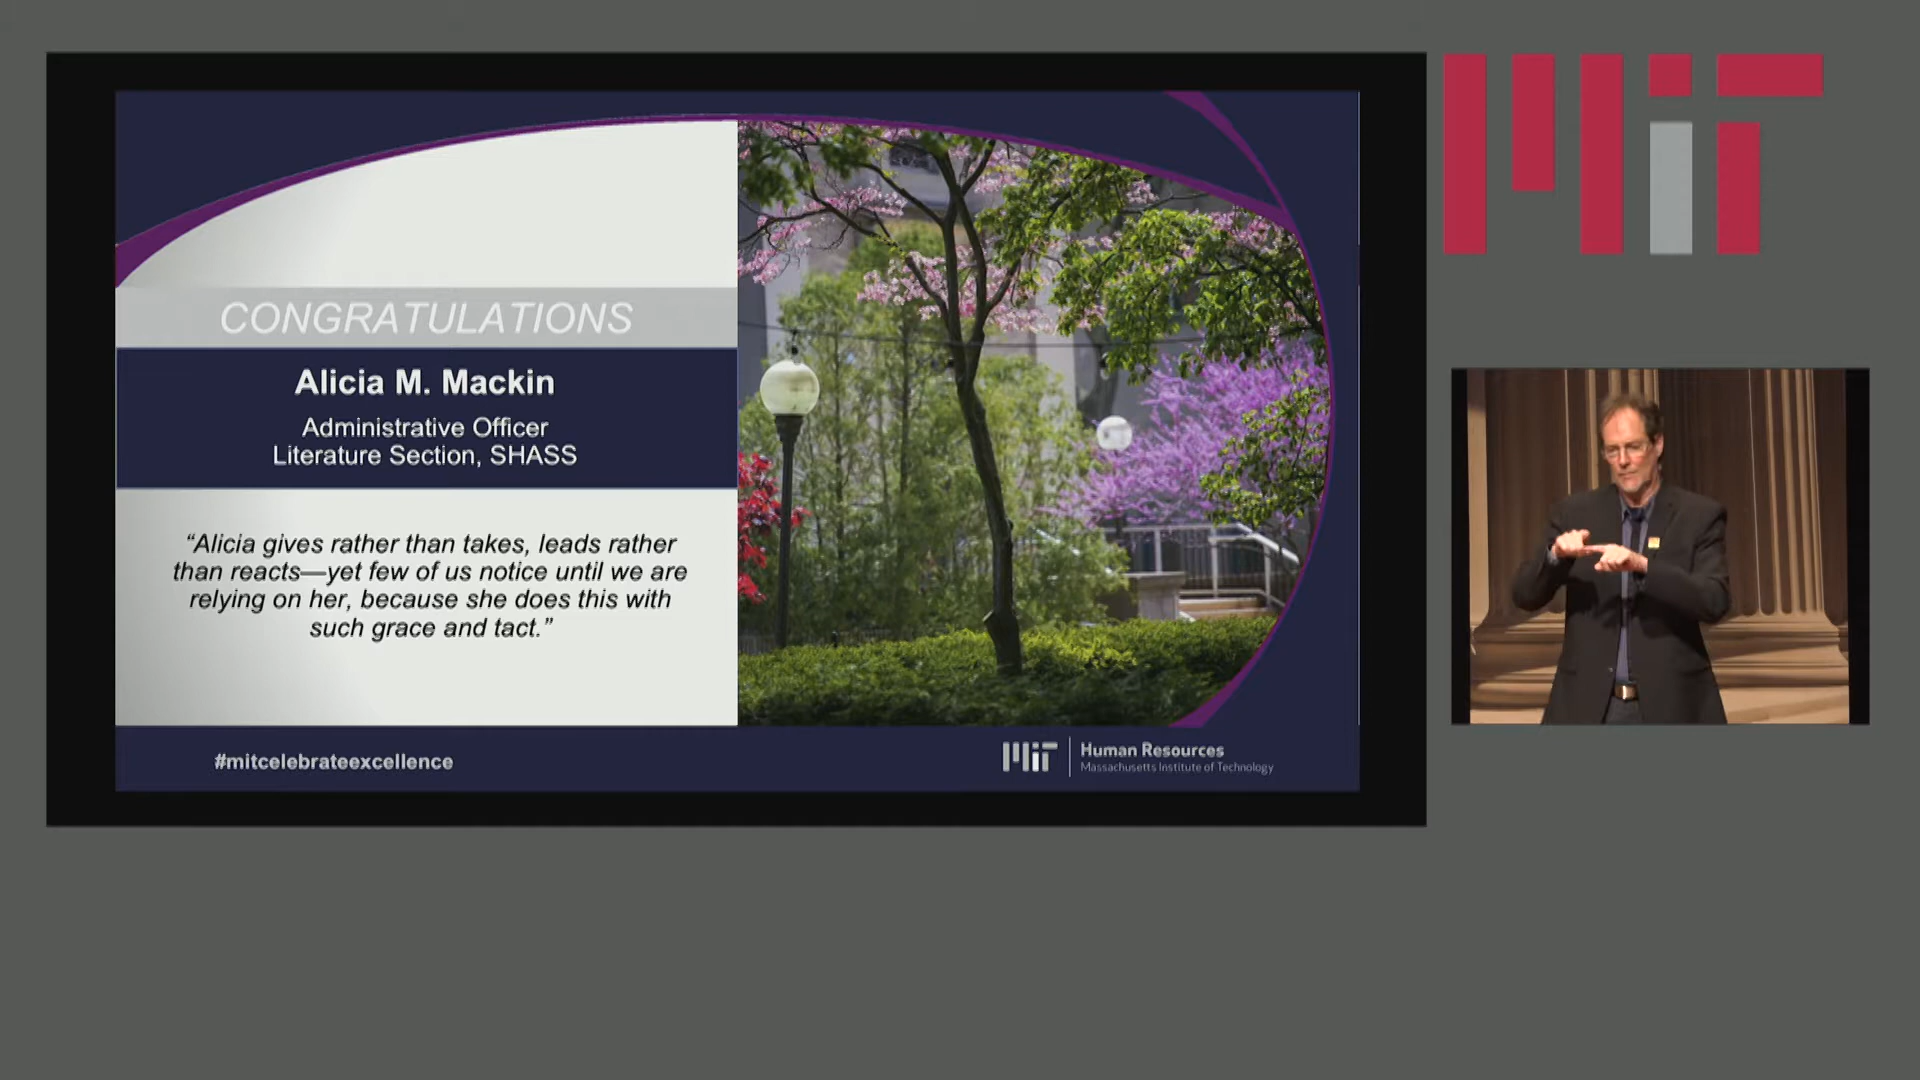 MIT
CONGRATULATIONS
Alicia M. Mackin
Administrative Officer
Literature Section, SHASS
“Alicia gives rather than takes, leads rather
than reacts—yet few of us notice until we are
relying on her, because she does this with
such grace and tact.”
#mitcelebrateexcellence
MIT
Human Resources
Massachusetts Institute of Technology